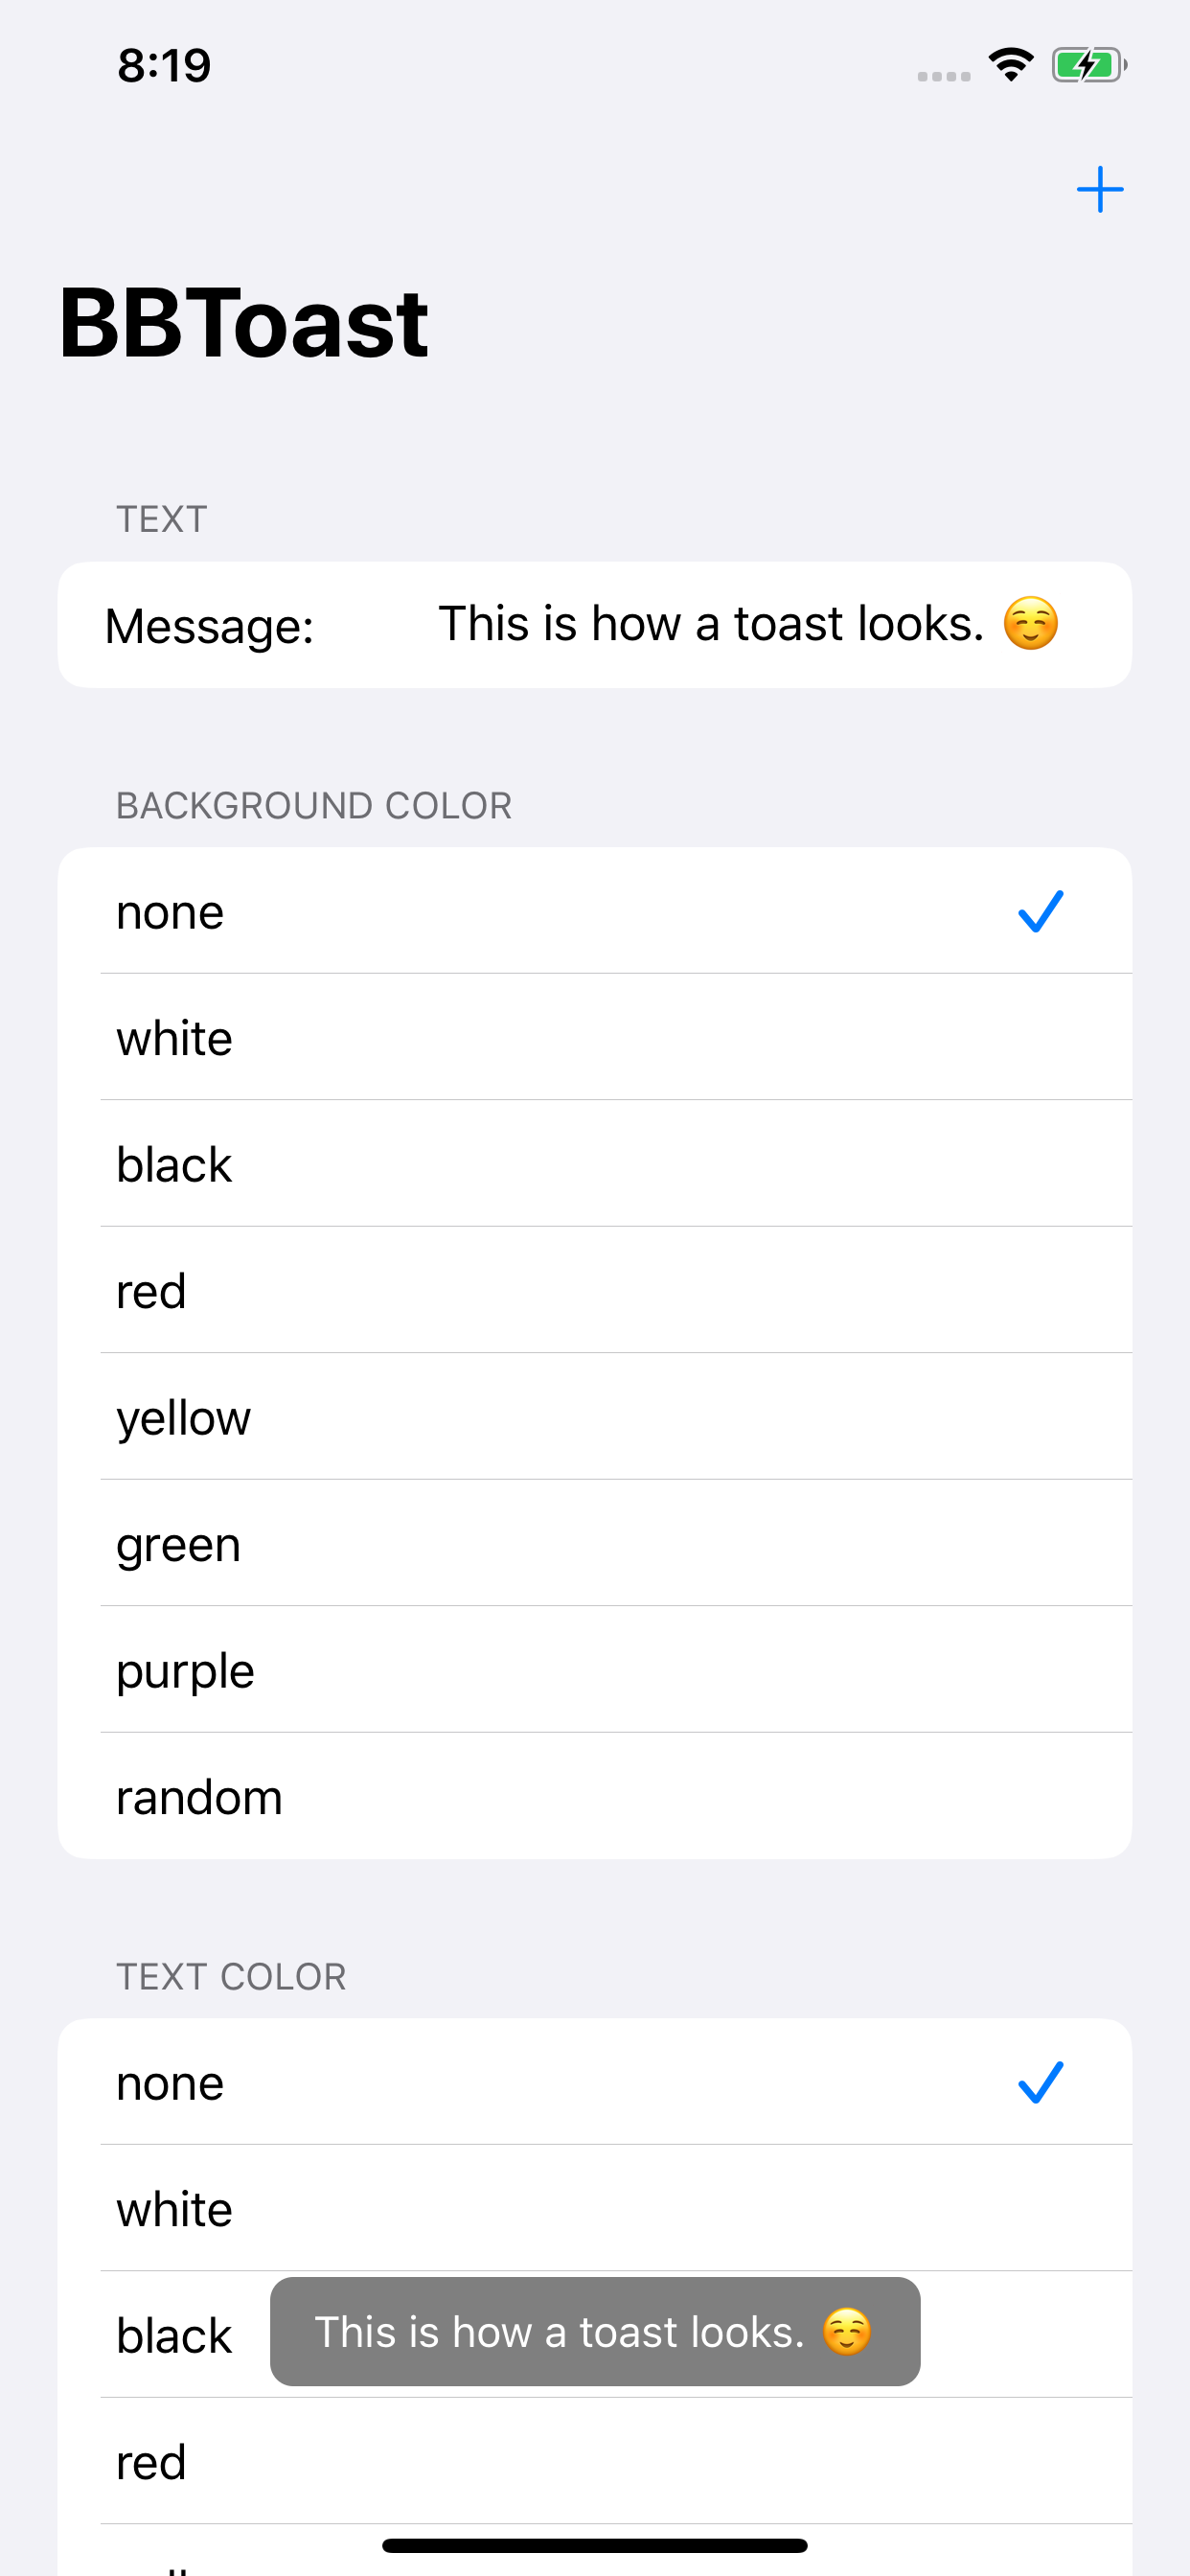 8:19
BBToast
TEXT
Message: This is how a toast looks. ☺️
BACKGROUND COLOR
none
white
black
red
yellow
green
purple
random
TEXT COLOR
none
white
black
This is how a toast looks. ☺️
red